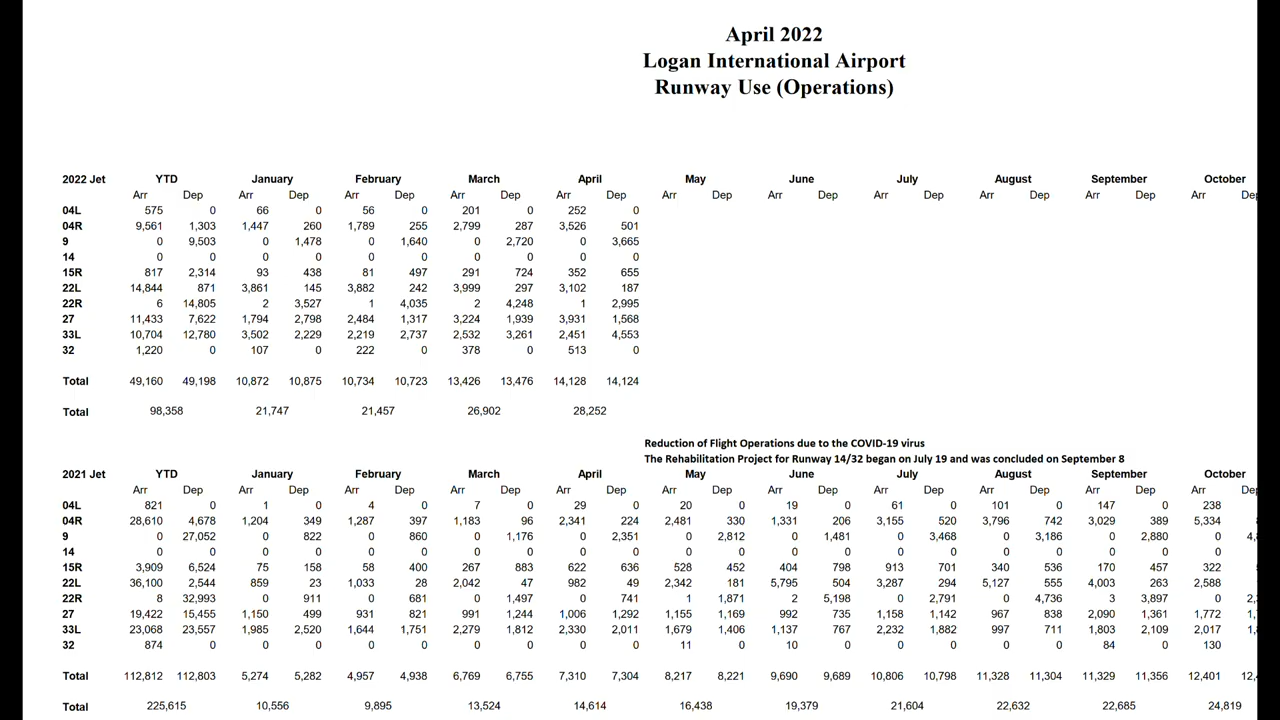 April 2022
Logan International Airport
Runway Use (Operations)
2022 Jet YTD January February March April May June July August September October
Arr Dep Arr Dep Arr Dep Arr Dep Arr Dep Arr Dep Arr Dep Arr Dep Arr Dep Arr Dep Arr
04L 575 0 66 0 56 0 201 0 252 0
04R 9,561 1,303 1,447 260 1,789 255 2,799 287 3,526 501
9 0 9,503 0 1,478 0 1,640 0 2,720 0 3,665
14 0 0 0 0 0 0 0 0 0 0
15R 817 2,314 93 438 81 497 291 724 352 655
22L 14,844 871 3,861 145 3,882 242 3,999 297 3,102 187
22R 6 14,805 2 3,527 1 4,035 2 4,248 1 2,995
27 11,433 7,622 1,794 2,798 2,484 1,317 3,224 1,939 3,931 1,568
33L 10,704 12,780 3,502 2,229 2,219 2,737 2,532 3,261 2,451 4,553
32 1,220 0 107 0 222 0 378 0 513 0
Total 49,160 49,198 10,872 10,875 10,734 10,723 13,426 13,476 14,128 14,124
Total 98,358 21,747 21,457 26,902 28,252
Reduction of Flight Operations due to the COVID-19 virus
The Rehabilitation Project for Runway 14/32 began on July 19 and was concluded on September 8
2021 Jet YTD January February March April May June July August September October
Arr Dep Arr Dep Arr Dep Arr Dep Arr Dep Arr Dep Arr Dep Arr Dep Arr Dep Arr Dep Arr
04L 821 0 1 0 4 0 7 0 29 0 20 0 19 0 61 0 101 0 147 0 238
04R 28,610 4,678 1,204 349 1,287 397 1,183 96 2,341 224 2,481 330 1,331 206 3,155 520 3,796 742 3,029 389 5,334
9 0 27,052 0 822 0 860 0 1,176 0 2,351 0 2,812 0 1,481 0 3,468 0 3,186 0 2,880 0
14 0 0 0 0 0 0 0 0 0 0 0 0 0 0 0 0 0 0 0 0 0
15R 3,909 6,524 75 158 58 400 267 883 622 636 528 452 404 798 913 701 340 536 170 457 322
22L 36,100 2,544 859 23 1,033 28 2,042 47 982 49 2,342 181 5,795 504 3,287 294 5,127 555 4,003 263 2,588
22R 8 32,993 0 911 0 681 0 1,497 0 741 1 1,871 2 5,198 0 2,791 0 4,736 3 3,897 0
27 19,422 15,455 1,150 499 931 821 991 1,244 1,006 1,292 1,155 1,169 992 735 1,158 1,142 967 838 2,090 1,361 1,772
33L 23,068 23,557 1,985 2,520 1,644 1,751 2,279 1,812 2,330 2,011 1,679 1,406 1,137 767 2,232 1,882 997 711 1,803 2,109 2,017
32 874 0 0 0 0 0 0 0 0 0 11 0 10 0 0 0 0 0 84 0 130
Total 112,812 112,803 5,274 5,282 4,957 4,938 6,769 6,755 7,310 7,304 8,217 8,221 9,690 9,689 10,806 10,798 11,328 11,304 11,329 11,356 12,401
Total 225,615 10,556 9,895 13,524 14,614 16,438 19,379 21,604 22,632 22,685 24,819